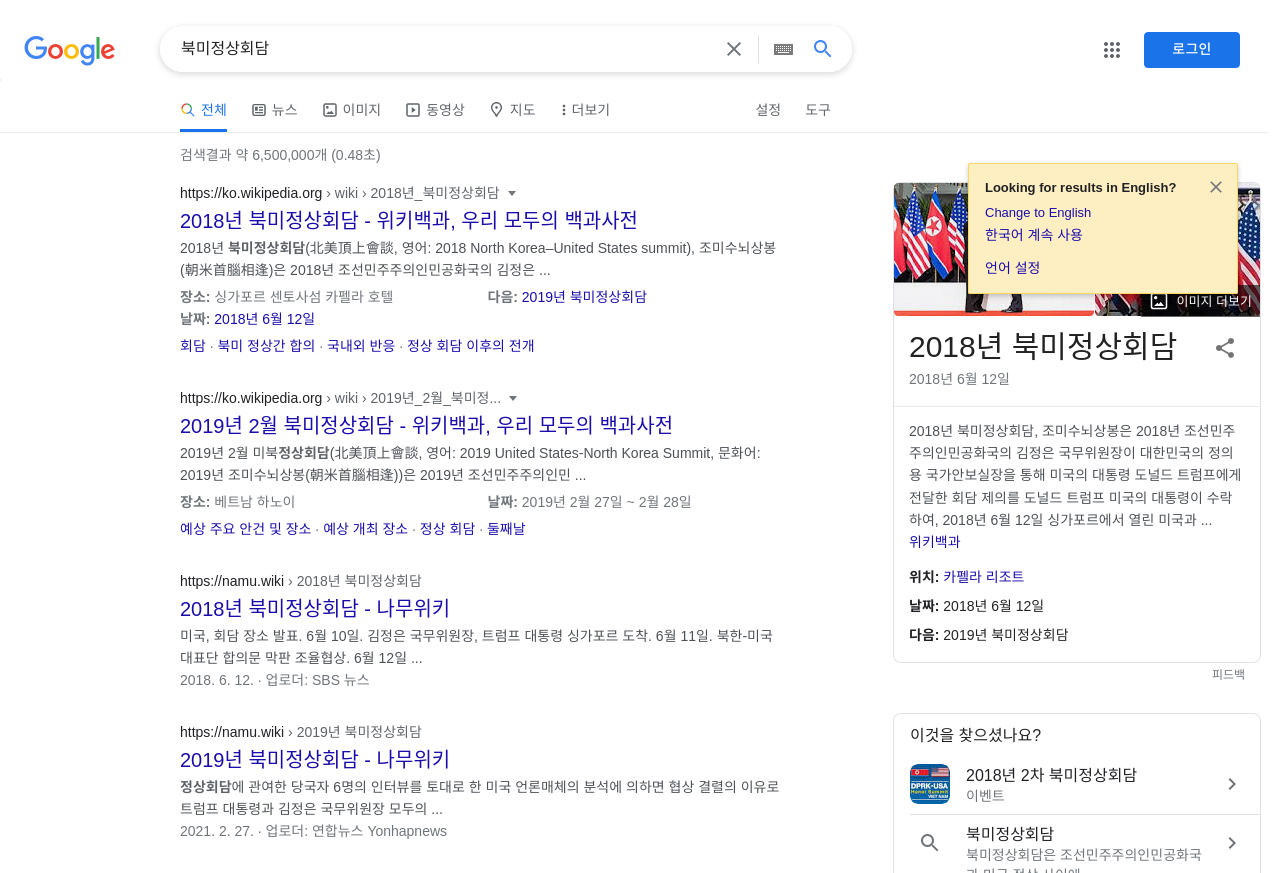 Google
북미정상회담
로그인
전체
뉴스
이미지
동영상
지도
더보기
설정
도구
검색결과 약 6,500,000개 (0.48초)
https://ko.wikipedia.org › wiki › 2018년_북미정상회담
2018년 북미정상회담 - 위키백과, 우리 모두의 백과사전
2018년 북미정상회담(北美頂上會談, 영어: 2018 North Korea–United States summit), 조미수뇌상봉
(朝米首腦相逢)은 2018년 조선민주주의인민공화국의 김정은 ...
장소: 싱가포르 센토사섬 카펠라 호텔
다음: 2019년 북미정상회담
날짜: 2018년 6월 12일
회담 · 북미 정상간 합의 · 국내외 반응 · 정상 회담 이후의 전개
https://ko.wikipedia.org › wiki › 2019년_2월_북미정...
2019년 2월 북미정상회담 - 위키백과, 우리 모두의 백과사전
2019년 2월 미북정상회담(北美頂上會談, 영어: 2019 United States-North Korea Summit, 문화어:
2019년 조미수뇌상봉(朝米首腦相逢))은 2019년 조선민주주의인민 ...
장소: 베트남 하노이
날짜: 2019년 2월 27일 ~ 2월 28일
예상 주요 안건 및 장소 · 예상 개최 장소 · 정상 회담 · 둘째날
https://namu.wiki › 2018년 북미정상회담
2018년 북미정상회담 - 나무위키
미국, 회담 장소 발표. 6월 10일. 김정은 국무위원장, 트럼프 대통령 싱가포르 도착. 6월 11일. 북한-미국
대표단 합의문 막판 조율협상. 6월 12일 ...
2018. 6. 12. · 업로더: SBS 뉴스
https://namu.wiki › 2019년 북미정상회담
2019년 북미정상회담 - 나무위키
정상회담에 관여한 당국자 6명의 인터뷰를 토대로 한 미국 언론매체의 분석에 의하면 협상 결렬의 이유로
트럼프 대통령과 김정은 국무위원장 모두의 ...
2021. 2. 27. · 업로더: 연합뉴스 Yonhapnews
Looking for results in English?
Change to English
한국어 계속 사용
언어 설정
이미지 더보기
2018년 북미정상회담
2018년 6월 12일
2018년 북미정상회담, 조미수뇌상봉은 2018년 조선민주
주의인민공화국의 김정은 국무위원장이 대한민국의 정의
용 국가안보실장을 통해 미국의 대통령 도널드 트럼프에게
전달한 회담 제의를 도널드 트럼프 미국의 대통령이 수락
하여, 2018년 6월 12일 싱가포르에서 열린 미국과 ...
위키백과
위치: 카펠라 리조트
날짜: 2018년 6월 12일
다음: 2019년 북미정상회담
피드백
이것을 찾으셨나요?
DPRK-USA
Hanoi Summit
VIET NAM
2018년 2차 북미정상회담
이벤트
북미정상회담
북미정상회담은 조선민주주의인민공화국
과 미국 정상 사이에